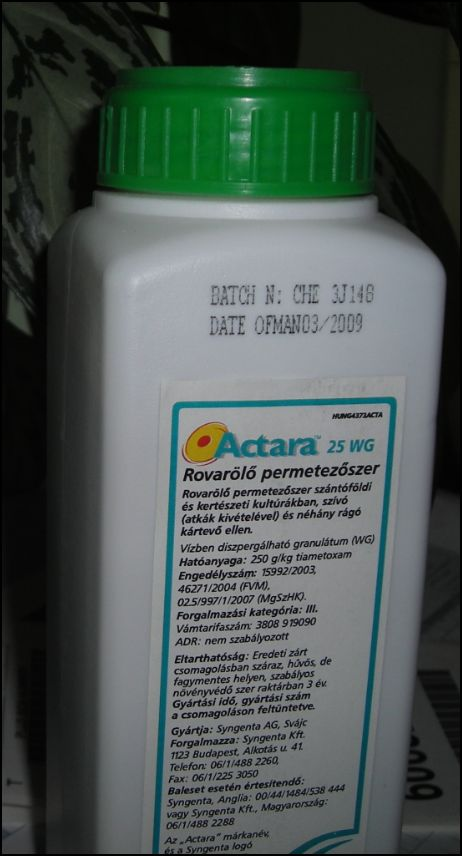 BATCH N: CHE 3J146
DATE OFMAN03/2009
HUNG4373ACTA
Actara™ 25 WG
Rovarölő permetezőszer
Rovarölő permetezőszer szántóföldi
és kertészeti kultúrákban, szívó
(atkák kivételével) és néhány rágó
kártevő ellen.
Vízben diszpergálható granulátum (WG)
Hatóanyaga: 250 g/kg tiametoxam
Engedélyszám: 15992/2003,
46271/2004 (FVM),
02.5/997/1/2007 (MgSzHK).
Forgalmazási kategória: III.
Vámtarifaszám: 3808 919090
ADR: nem szabályozott
Eltarthatóság: Eredeti zárt
csomagolásban száraz, hűvös, de
fagymentes helyen, szabályos
növényvédő szer raktárban 3 év.
Gyártási idő, gyártási szám
a csomagoláson feltüntetve.
Gyártja: Syngenta AG, Svájc
Forgalmazza: Syngenta Kft.
1123 Budapest, Alkotás u. 41.
Telefon: 06/1/488 2260,
Fax: 06/1/225 3050
Baleset esetén értesítendő:
Syngenta, Anglia: 00/44/1484/538 444
vagy Syngenta Kft., Magyarország:
06/1/488 2288
Az „Actara" márkanév,
és a Syngenta logó